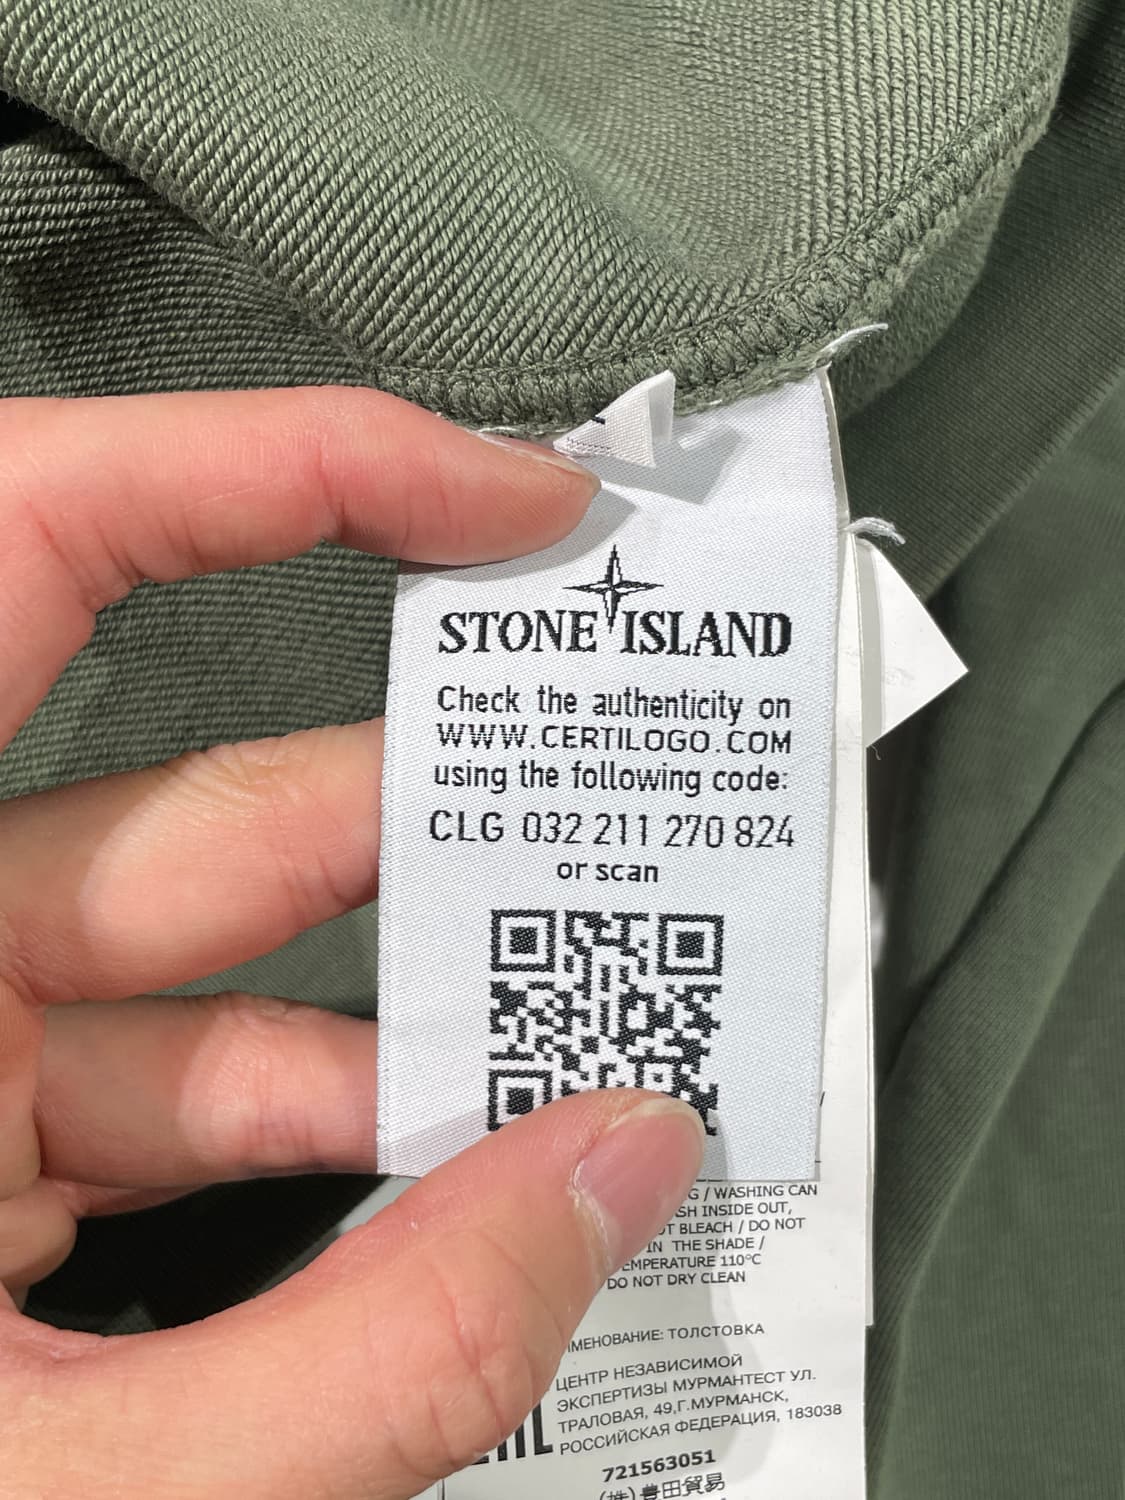 STONE ISLAND
Check the authenticity on
WWW.CERTILOGO.COM
using the following code:
CLG 032 211 270 824
or scan
/ WASHING CAN
INSIDE OUT,
BLEACH / DO NOT
IN THE SHADE /
110°C
DO NOT DRY CLEAN
ТОЛСТОВКА
ЦЕНТР НЕЗАВИСИМОЙ
ЭКСПЕРТИЗЫ МУРМАНТЕСТ УЛ.
ТРАЛОВАЯ, 49,Г.МУРМАНСК,
РОССИЙСКАЯ ФЕДЕРАЦИЯ, 183038
721563051
(株)豊田貿易